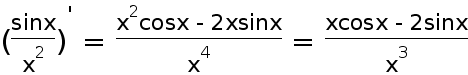 (sinx/x²)' = (x²cosx - 2xsinx)/x⁴ = (xcosx - 2sinx)/x³